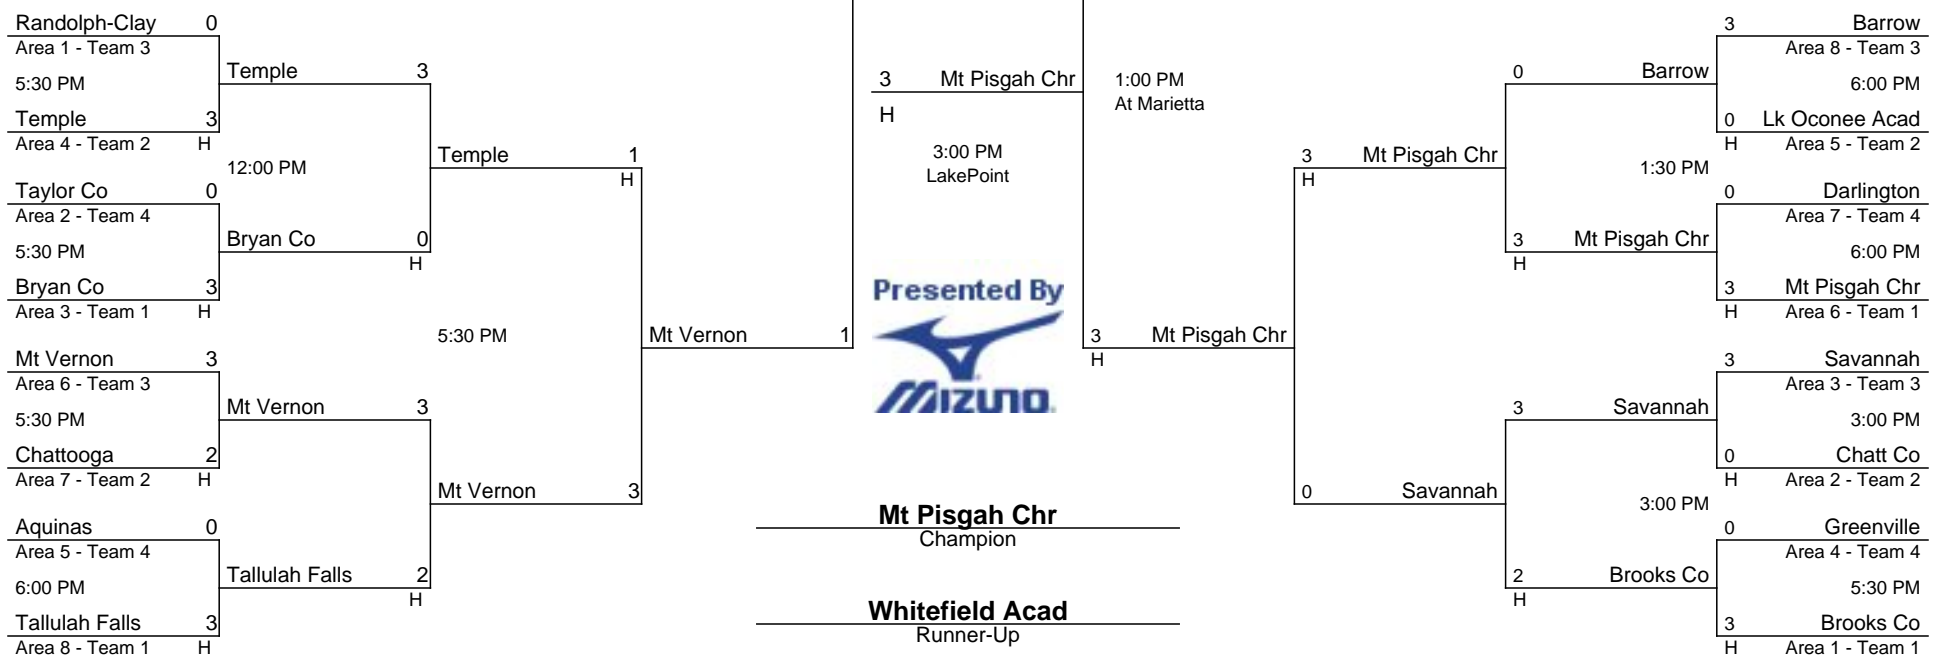 Randolph-Clay 0
Area 1 - Team 3
5:30 PM
Temple 3
Area 4 - Team 2 H
Taylor Co 0
Area 2 - Team 4
5:30 PM
Bryan Co 3
Area 3 - Team 1 H
Mt Vernon 3
Area 6 - Team 3
5:30 PM
Chattooga 2
Area 7 - Team 2 H
Aquinas 0
Area 5 - Team 4
6:00 PM
Tallulah Falls 3
Area 8 - Team 1 H
Temple 3
12:00 PM
Bryan Co 0
H
Mt Vernon 3
Tallulah Falls 2
H
Temple 1
H
5:30 PM
Mt Vernon 3
Mt Vernon 1
3 Mt Pisgah Chr
H
3:00 PM
LakePoint
Presented By
MIZUNO
Mt Pisgah Chr
Champion
Whitefield Acad
Runner-Up
1:00 PM
At Marietta
3 Mt Pisgah Chr
H
3 Mt Pisgah Chr
H
0 Savannah
0 Barrow
1:30 PM
3 Mt Pisgah Chr
H
3 Savannah
3:00 PM
2 Brooks Co
H
3 Barrow
Area 8 - Team 3
6:00 PM
0 Lk Oconee Acad
H Area 5 - Team 2
0 Darlington
Area 7 - Team 4
6:00 PM
3 Mt Pisgah Chr
H Area 6 - Team 1
3 Savannah
Area 3 - Team 3
3:00 PM
0 Chatt Co
H Area 2 - Team 2
0 Greenville
Area 4 - Team 4
5:30 PM
3 Brooks Co
H Area 1 - Team 1